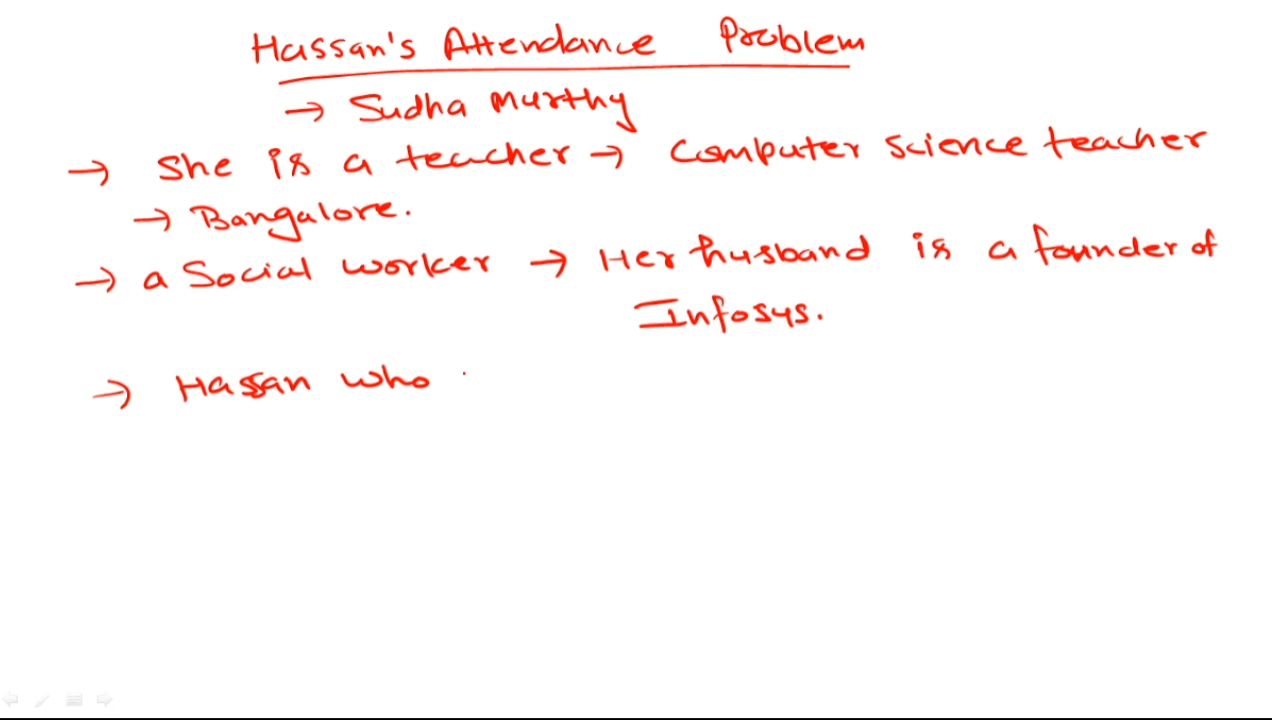 Hassan's Attendance Problem
→ Sudha Murthy
→ She is a teacher → Computer Science teacher
→ Bangalore.
→ a Social worker → Her husband is a founder of
Infosys.
→ Hassan who